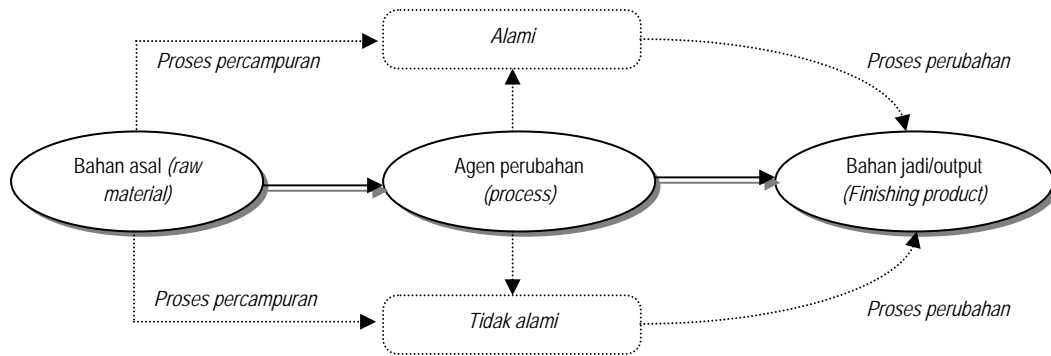 Alami
Proses percampuran
Proses perubahan
Bahan asal (raw
material)
Agen perubahan
(process)
Bahan jadi/output
(Finishing product)
Proses percampuran
Tidak alami
Proses perubahan